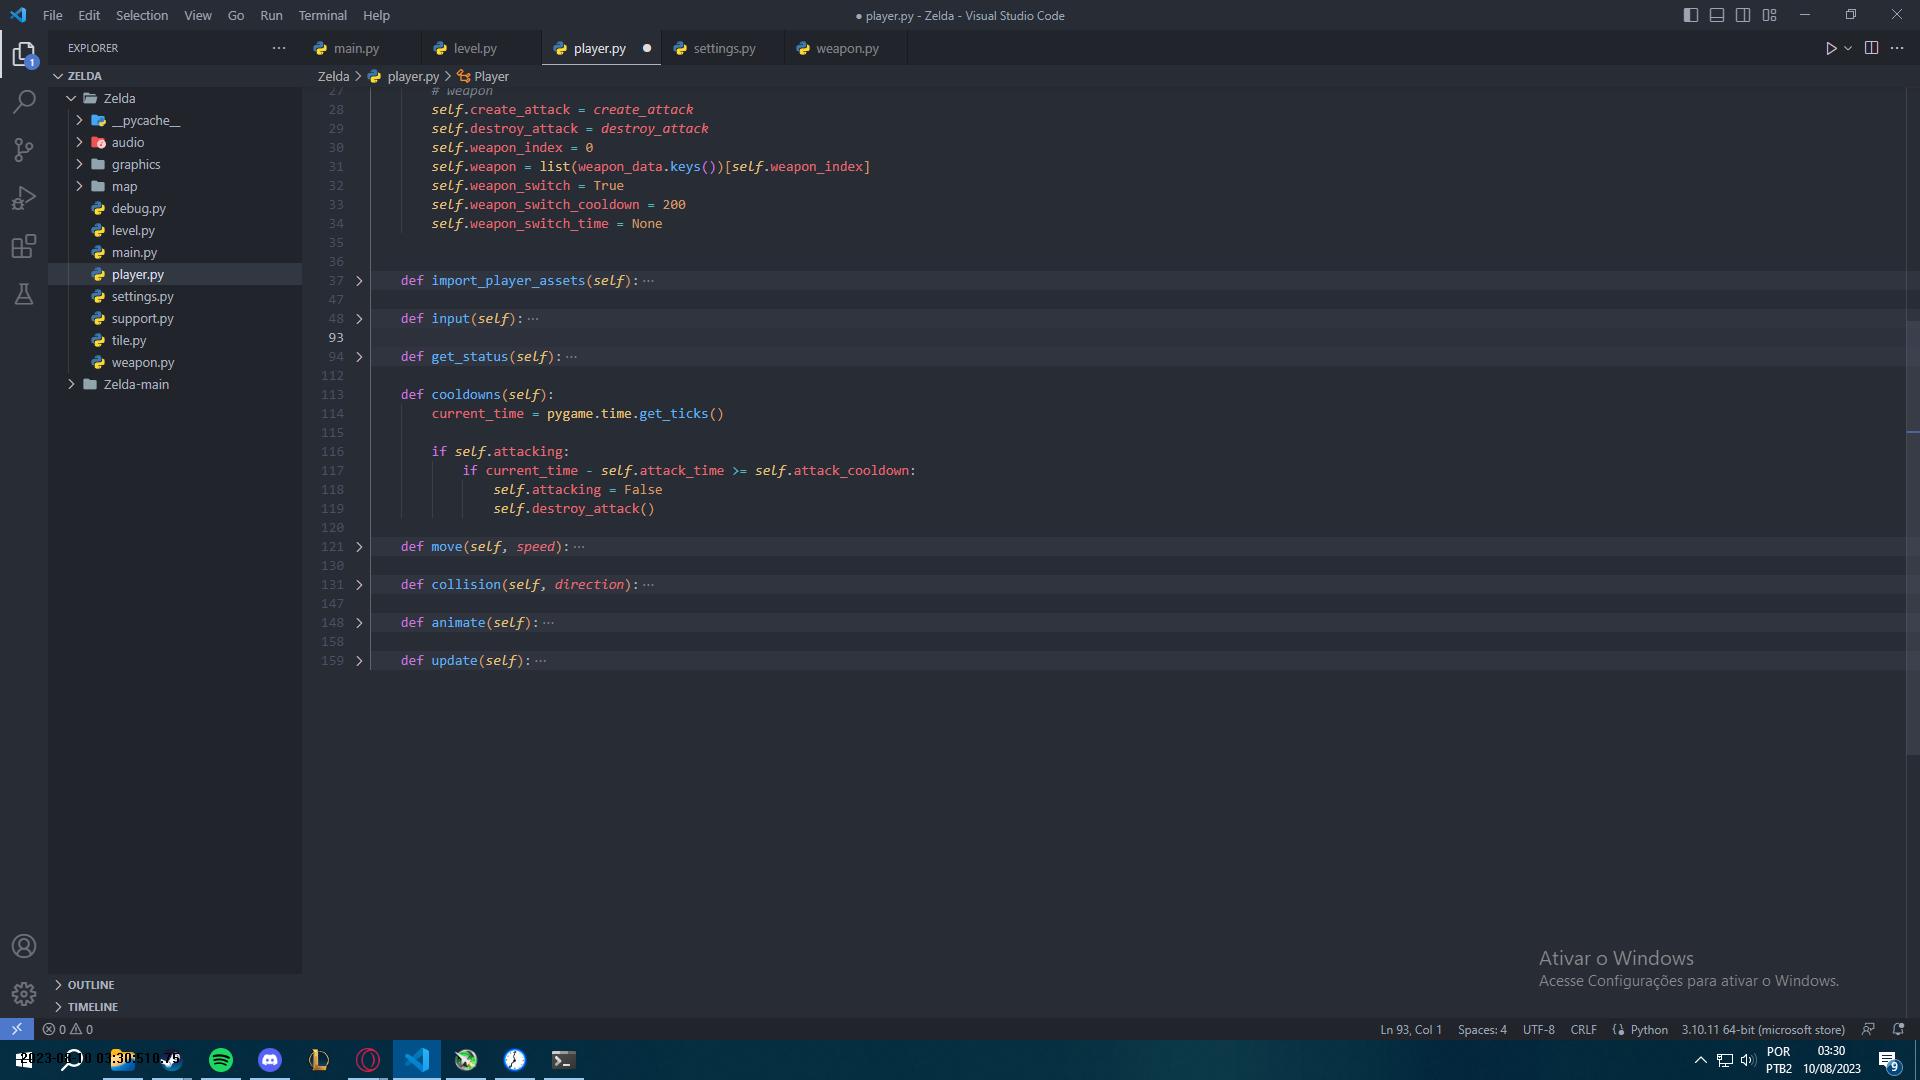 File Edit Selection View Go Run Terminal Help
● player.py - Zelda - Visual Studio Code
EXPLORER
main.py
level.py
player.py
settings.py
weapon.py
1
ZELDA
Zelda
__pycache__
audio
graphics
map
debug.py
level.py
main.py
player.py
settings.py
support.py
tile.py
weapon.py
Zelda-main
OUTLINE
TIMELINE
Zelda > player.py > Player
27 # weapon
28 self.create_attack = create_attack
29 self.destroy_attack = destroy_attack
30 self.weapon_index = 0
31 self.weapon = list(weapon_data.keys())[self.weapon_index]
32 self.weapon_switch = True
33 self.weapon_switch_cooldown = 200
34 self.weapon_switch_time = None
35
36
37 def import_player_assets(self):...
47
48 def input(self):...
93
94 def get_status(self):...
112
113 def cooldowns(self):
114 current_time = pygame.time.get_ticks()
115
116 if self.attacking:
117 if current_time - self.attack_time >= self.attack_cooldown:
118 self.attacking = False
119 self.destroy_attack()
120
121 def move(self, speed):...
130
131 def collision(self, direction):...
147
148 def animate(self):...
158
159 def update(self):...
Ativar o Windows
Acesse Configurações para ativar o Windows.
0 0
Ln 93, Col 1 Spaces: 4 UTF-8 CRLF Python 3.10.11 64-bit (microsoft store)
POR
PTB2
03:30
10/08/2023
9